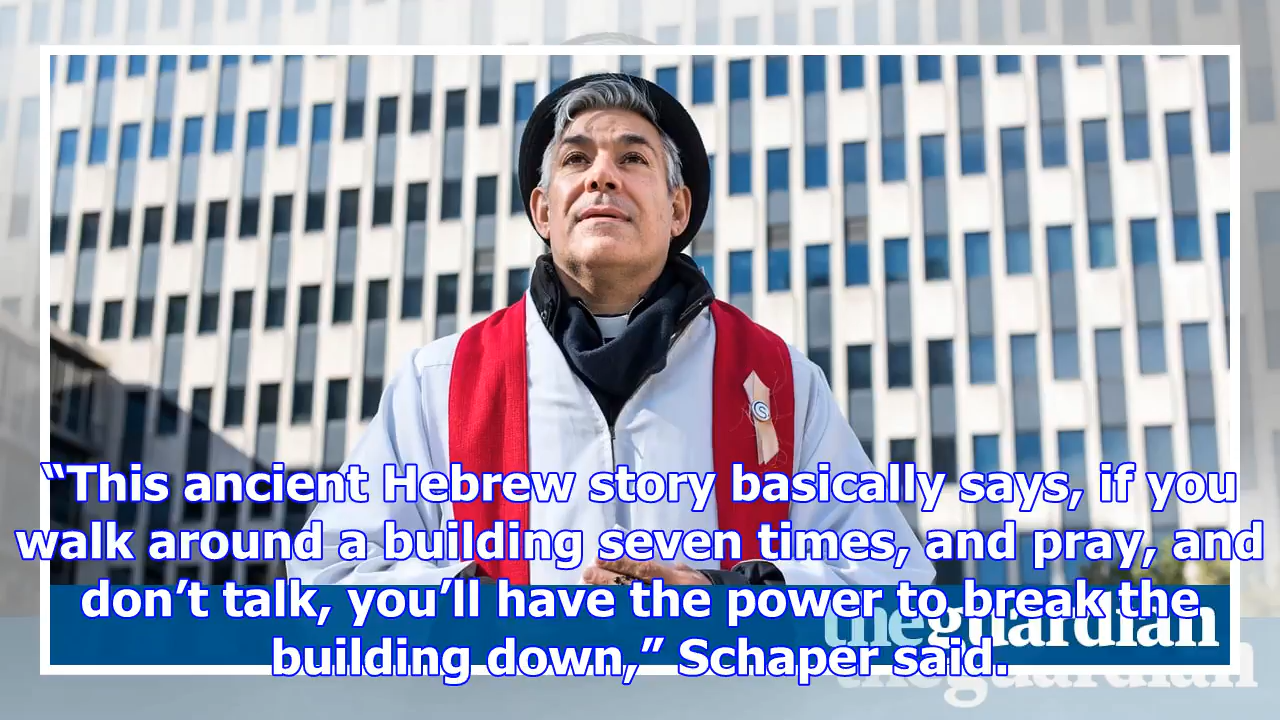 “This ancient Hebrew story basically says, if you
walk around a building seven times, and pray, and
don’t talk, you’ll have the power to break the
building down,” Schaper said.
theguardian
theguardian